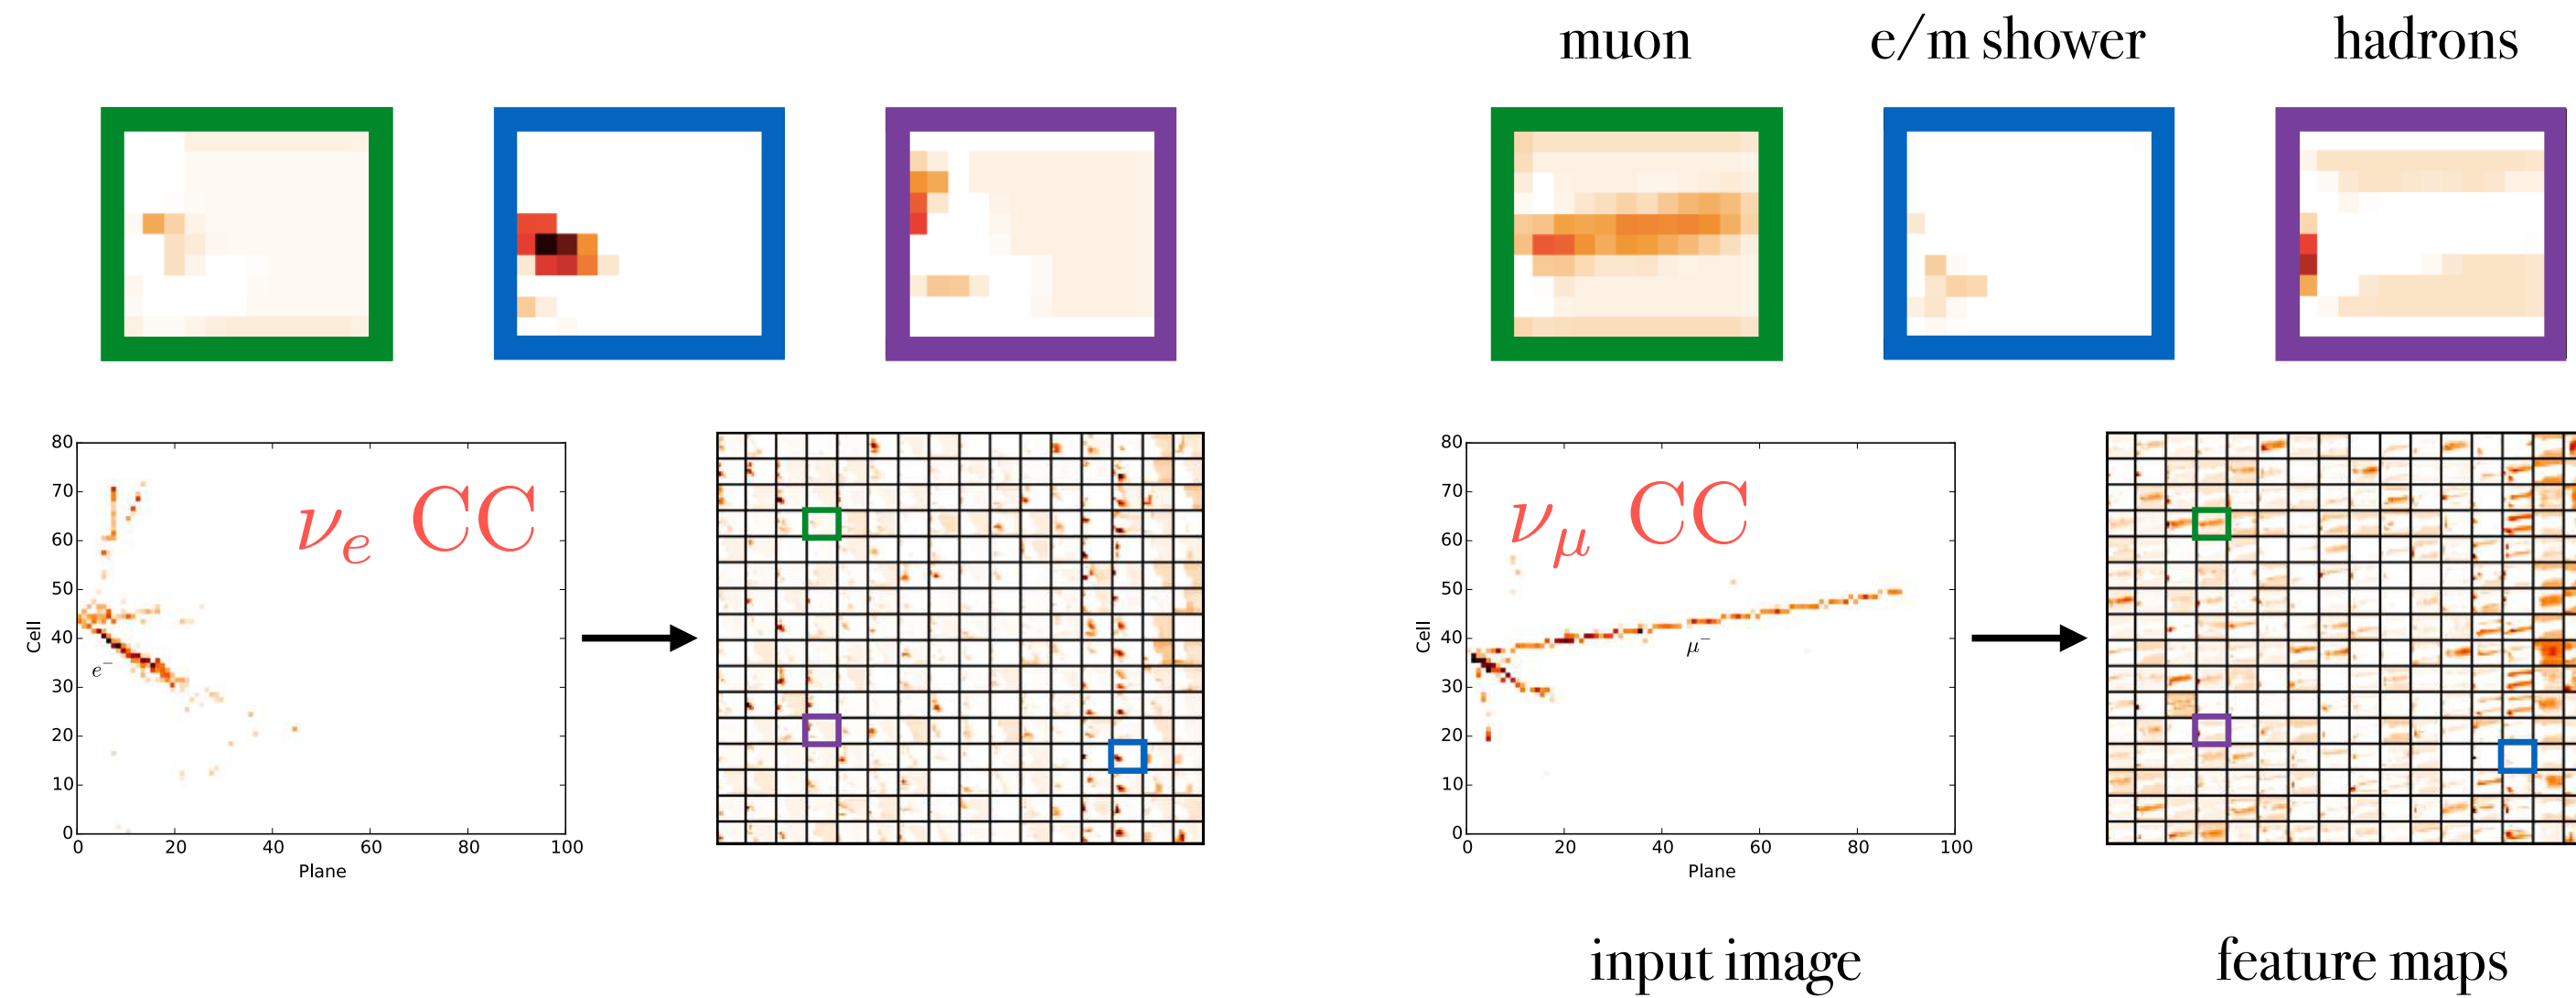 muon e/m shower hadrons
80
70
60
50
40
30
20
10
0
Cell
ν_e CC
e⁻
0 20 40 60 80 100
Plane
80
70
60
50
40
30
20
10
0
Cell
ν_μ CC
μ⁻
0 20 40 60 80 100
Plane
input image feature maps